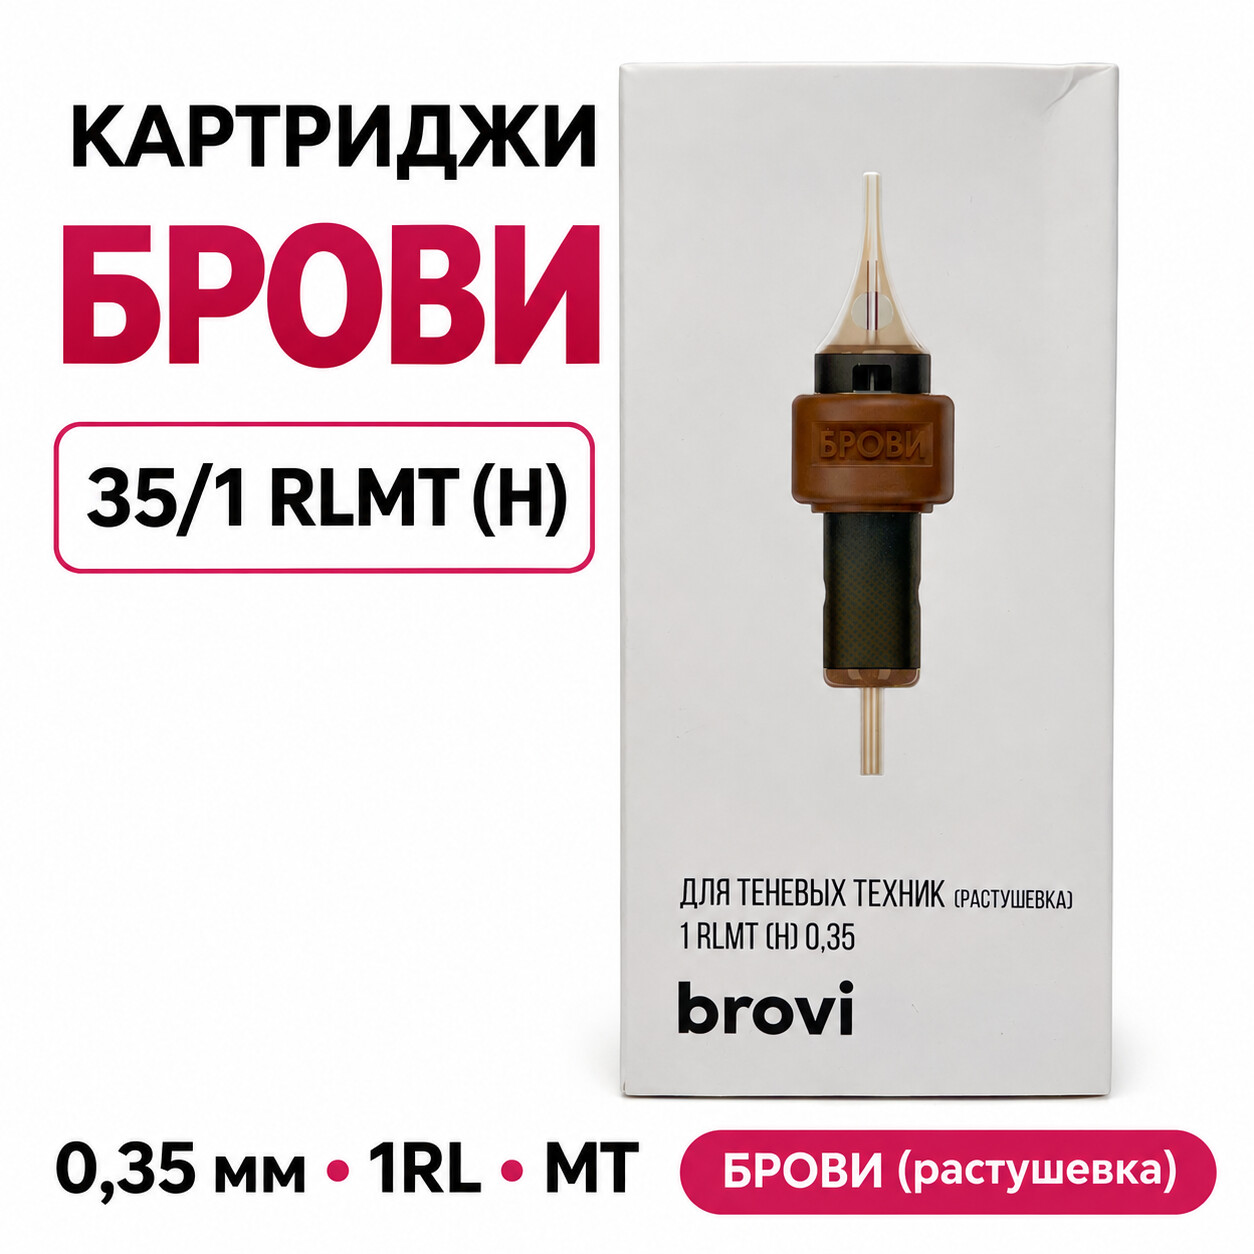 КАРТРИДЖИ
БРОВИ
35/1 RLMT (H)
БРОВИ
ДЛЯ ТЕНЕВЫХ ТЕХНИК (РАСТУШЕВКА)
1 RLMT (H) 0,35
brovi
0,35 мм • 1RL • МТ
БРОВИ (растушевка)